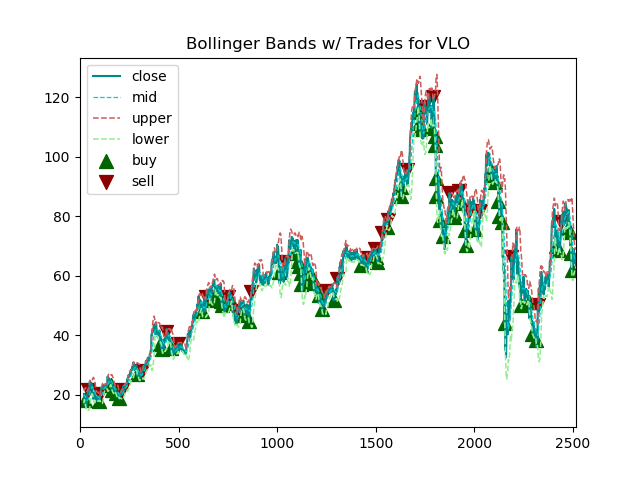 Bollinger Bands w/ Trades for VLO
close
mid
upper
lower
buy
sell
120
100
80
60
40
20
0 500 1000 1500 2000 2500